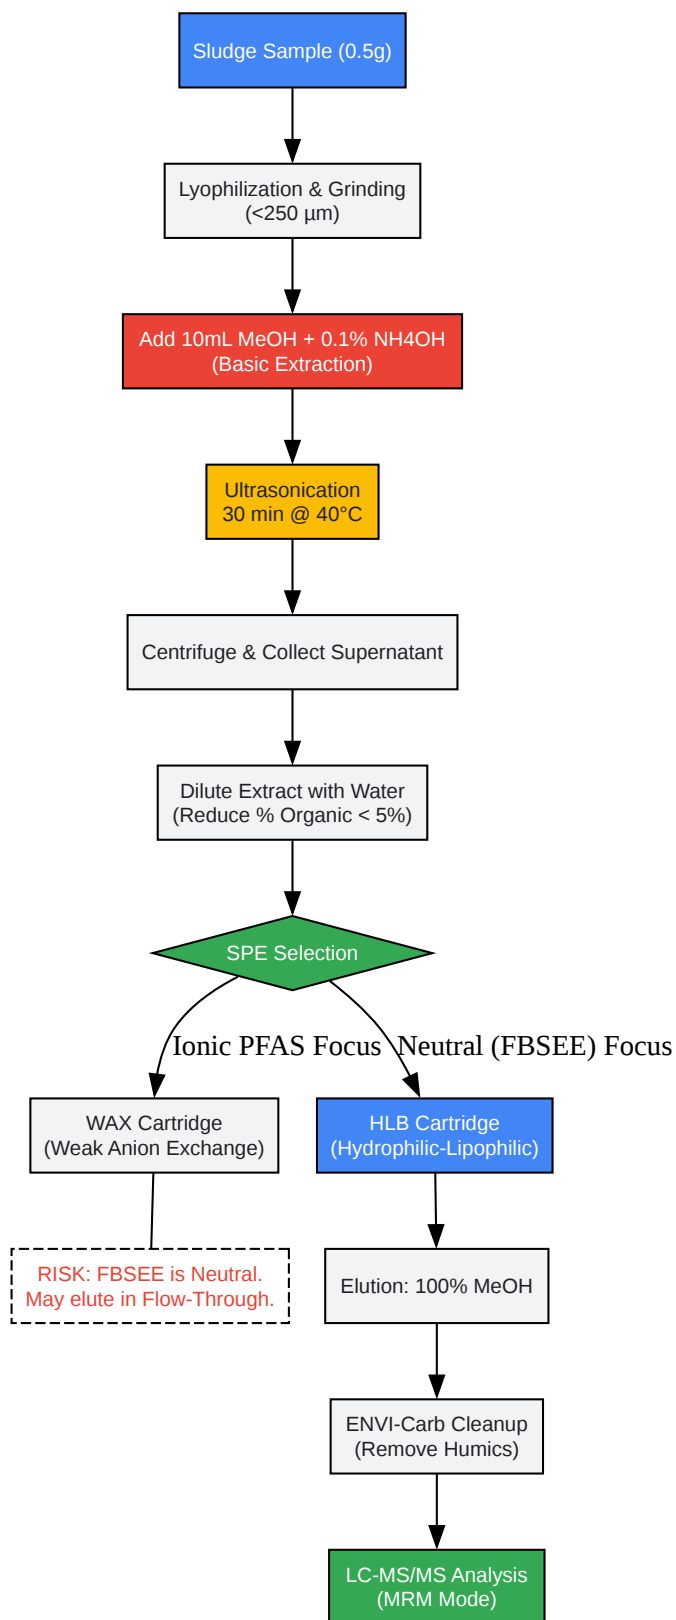 Sludge Sample (0.5g)
Lyophilization & Grinding
(<250 µm)
Add 10mL MeOH + 0.1% NH4OH
(Basic Extraction)
Ultrasonication
30 min @ 40°C
Centrifuge & Collect Supernatant
Dilute Extract with Water
(Reduce % Organic < 5%)
SPE Selection
Ionic PFAS Focus
Neutral (FBSEE) Focus
WAX Cartridge
(Weak Anion Exchange)
HLB Cartridge
(Hydrophilic-Lipophilic)
RISK: FBSEE is Neutral.
May elute in Flow-Through.
Elution: 100% MeOH
ENVI-Carb Cleanup
(Remove Humics)
LC-MS/MS Analysis
(MRM Mode)